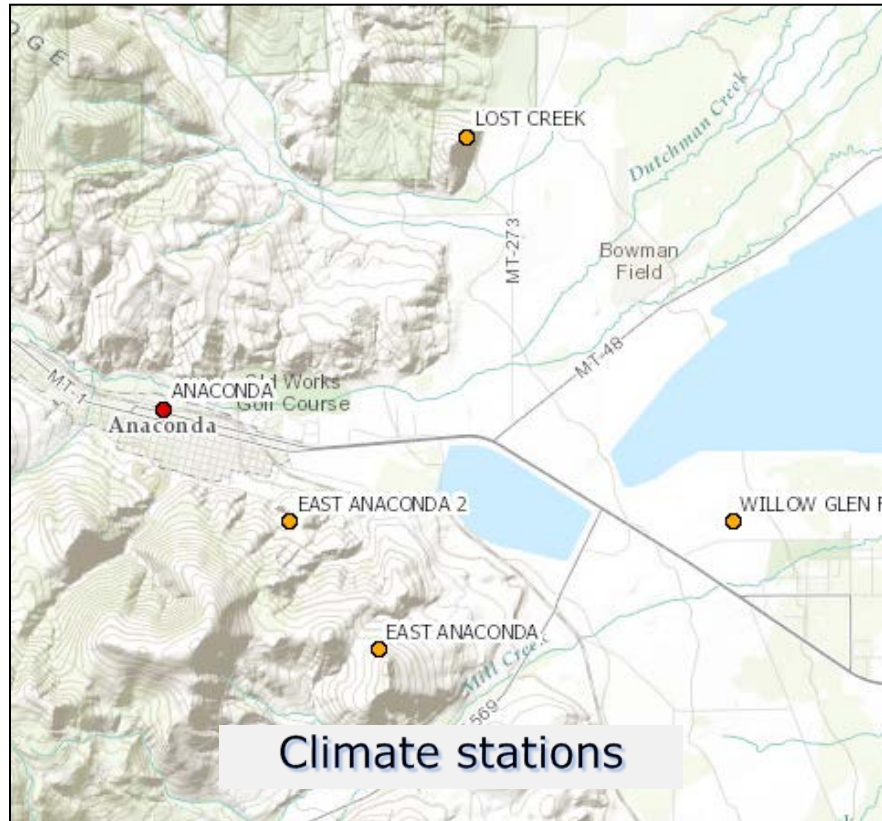 DGE
LOST CREEK
Dutchman Creek
MT-273
Bowman
Field
MT-48
MT-1
ANACONDA
Old Works
Golf Course
Anaconda
EAST ANACONDA 2
WILLOW GLEN
EAST ANACONDA
Mill Creek
569
Climate stations